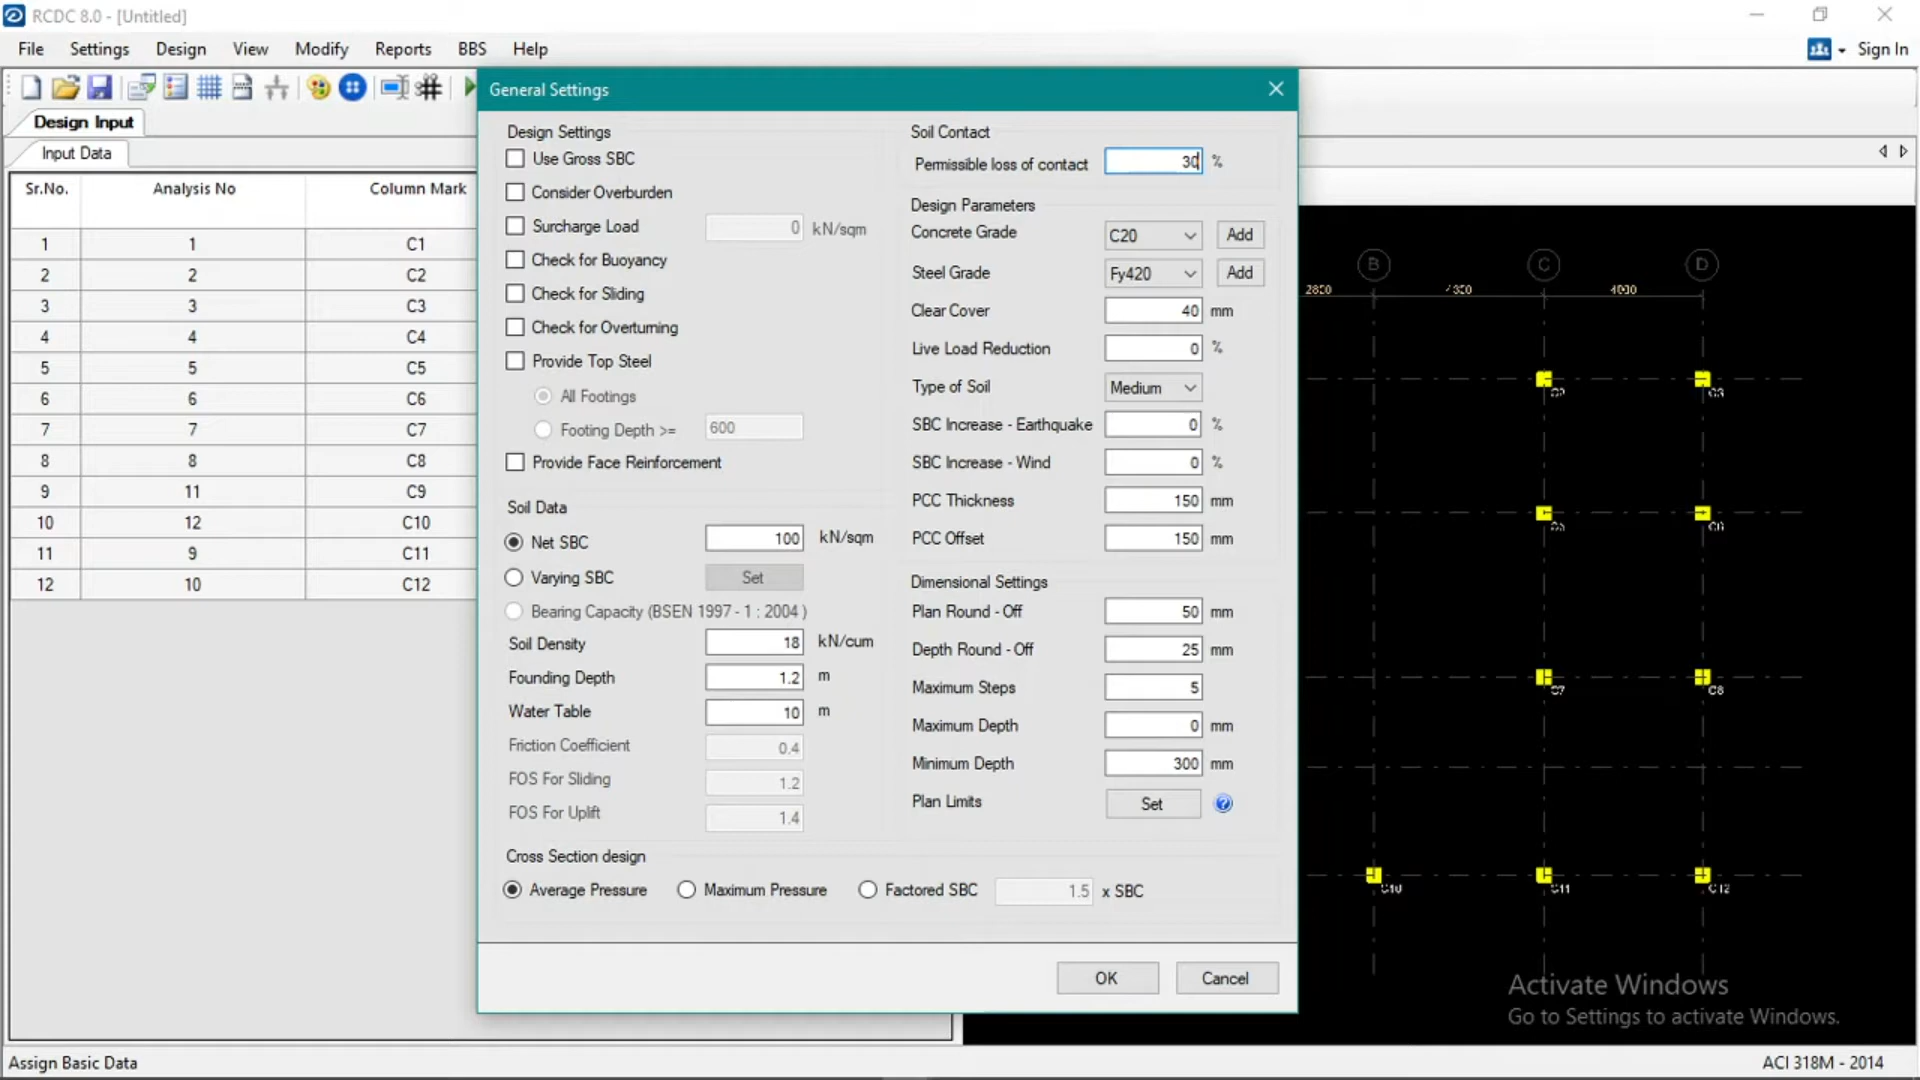 RCDC 8.0 - [Untitled]
File Settings Design View Modify Reports BBS Help
Sign In
Design Input
Input Data
Sr.No. Analysis No Column Mark
1 1 C1
2 2 C2
3 3 C3
4 4 C4
5 5 C5
6 6 C6
7 7 C7
8 8 C8
9 11 C9
10 12 C10
11 9 C11
12 10 C12
General Settings
Design Settings
Use Gross SBC
Consider Overburden
Surcharge Load 0 kN/sqm
Check for Buoyancy
Check for Sliding
Check for Overturning
Provide Top Steel
All Footings
Footing Depth >= 600
Provide Face Reinforcement
Soil Data
Net SBC 100 kN/sqm
Varying SBC Set
Bearing Capacity (BSEN 1997 - 1 : 2004 )
Soil Density 18 kN/cum
Founding Depth 1.2 m
Water Table 10 m
Friction Coefficient 0.4
FOS For Sliding 1.2
FOS For Uplift 1.4
Soil Contact
Permissible loss of contact 30 %
Design Parameters
Concrete Grade C20 Add
Steel Grade Fy420 Add
Clear Cover 40 mm
Live Load Reduction 0 %
Type of Soil Medium
SBC Increase - Earthquake 0 %
SBC Increase - Wind 0 %
PCC Thickness 150 mm
PCC Offset 150 mm
Dimensional Settings
Plan Round - Off 50 mm
Depth Round - Off 25 mm
Maximum Steps 5
Maximum Depth 0 mm
Minimum Depth 300 mm
Plan Limits Set ?
Cross Section design
Average Pressure Maximum Pressure Factored SBC 1.5 x SBC
OK Cancel
B C D
C3
C7 C8
C10 C11 C12
Activate Windows
Go to Settings to activate Windows.
Assign Basic Data
ACI 318M - 2014